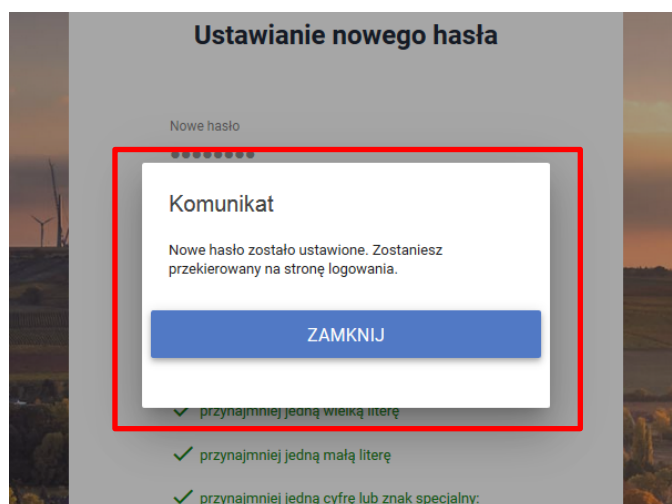 Ustawianie nowego hasła
Nowe hasło
Komunikat
Nowe hasło zostało ustawione. Zostaniesz
przekierowany na stronę logowania.
ZAMKNIJ
przynajmniej jedną wielką literę
przynajmniej jedną małą literę
przynajmniej jedną cyfrę lub znak specjalny: